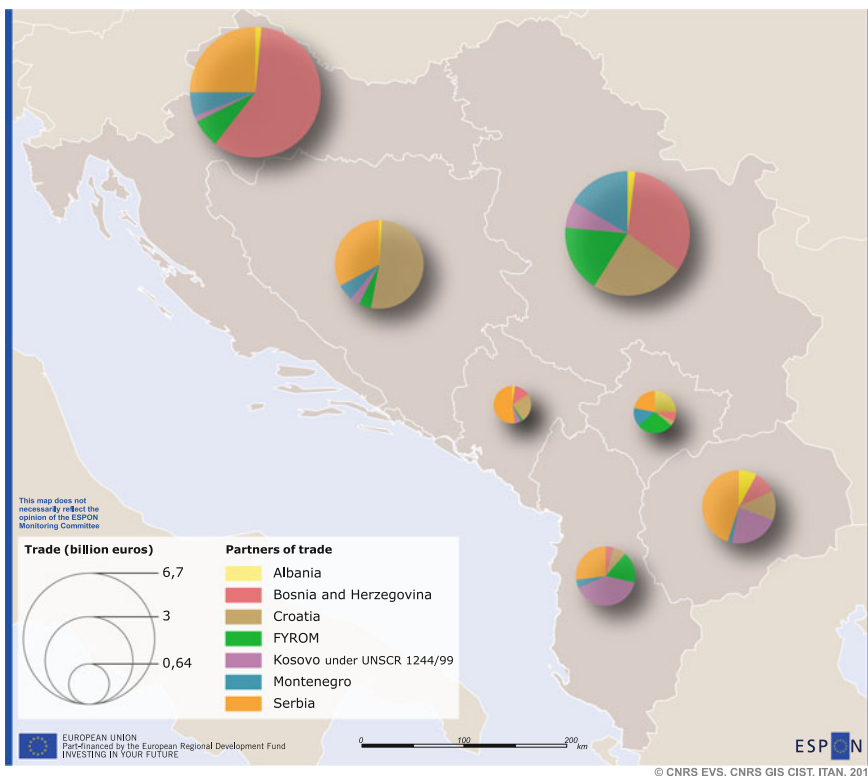 This map does not
necessarily reflect the
opinion of the ESPON
Monitoring Committee
Trade (billion euros)
6,7
3
0,64
Partners of trade
Albania
Bosnia and Herzegovina
Croatia
FYROM
Kosovo under UNSCR 1244/99
Montenegro
Serbia
EUROPEAN UNION
Part-financed by the European Regional Development Fund
INVESTING IN YOUR FUTURE
0
100
200
km
ESPON
© CNRS EVS, CNRS GIS CIST, ITAN, 201